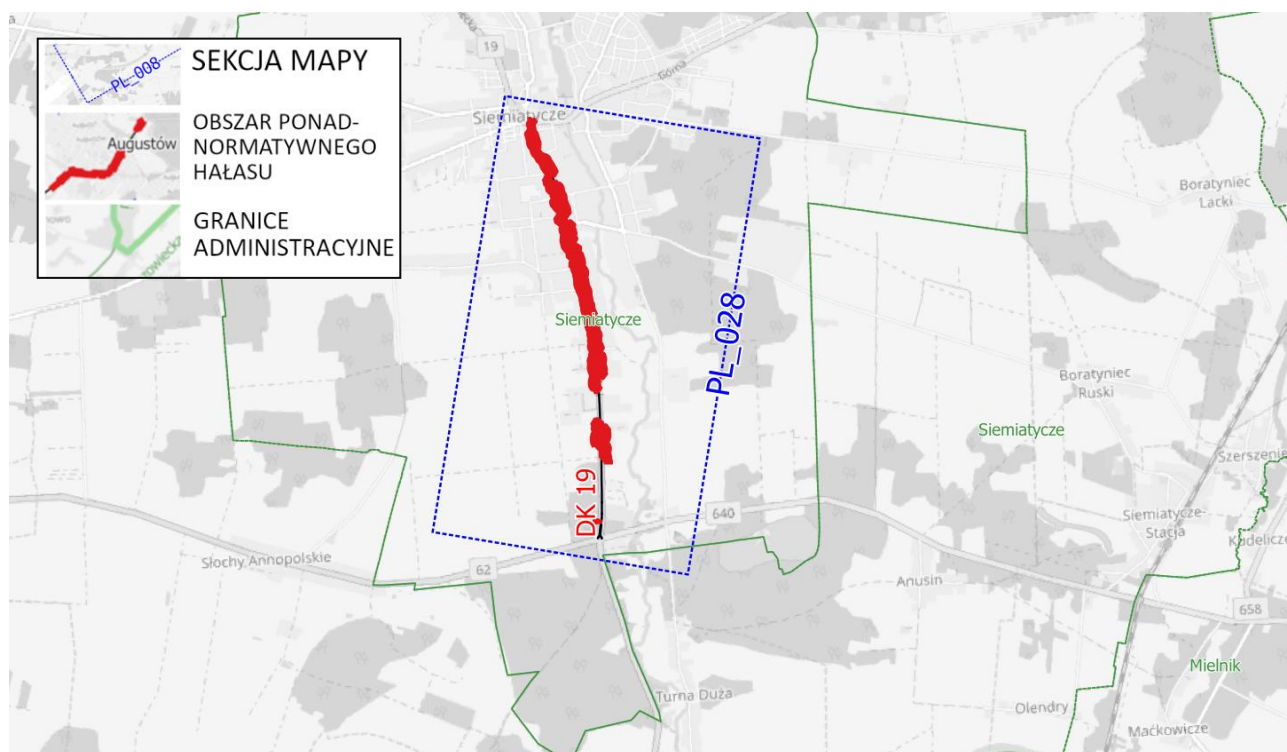 SEKCJA MAPY
PL_008
OBSZAR PONAD-
NORMATYWNEGO
HAŁASU
Augustów
GRANICE
ADMINISTRACYJNE
19
Górna
Siemiatycze
Boratyniec
Lacki
Siemiatycze
PL_028
Boratyniec
Ruski
Siemiatycze
Szerszenie
DK 19
640
Siemiatycze-
Stacja
Słochy Annopolskie
62
Anusin
658
Mielnik
Turna Duża
Olendry
Maćkowicze